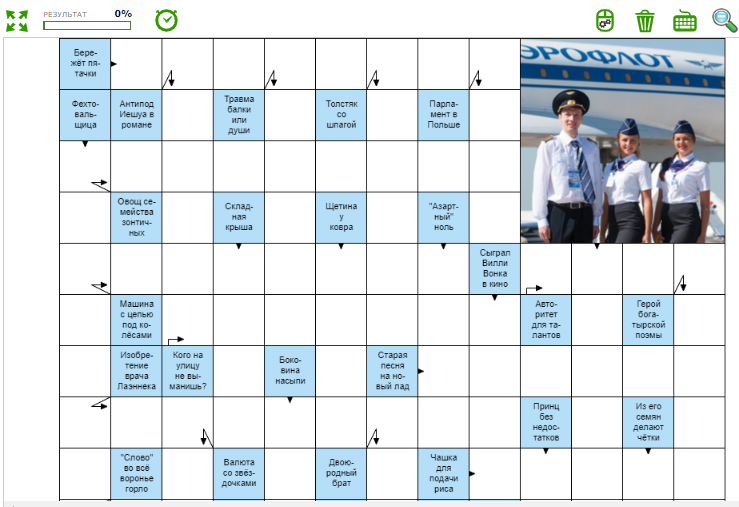 РЕЗУЛЬТАТ 0%
Бере-
жёт пя-
тачки
ЭРОФЛОТ
Фехто-
валь-
щица
Антипод
Иешуа в
романе
Травма
балки
или
души
Толстяк
со
шпагой
Парла-
мент в
Польше
Овощ се-
мейства
зонтич-
ных
Склад-
ная
крыша
Щетина
у
ковра
"Азарт-
ный"
ноль
Сыграл
Вилли
Вонка
в кино
Машина
с цепью
под ко-
лёсами
Авто-
ритет
для та-
лантов
Герой
бога-
тырской
поэмы
Изобре-
тение
врача
Лаэннека
Кого на
улицу
не вы-
манишь?
Боко-
вина
насыпи
Старая
песня
на но-
вый лад
Принц
без
недос-
татков
Из его
семян
делают
чётки
"Слово"
во всё
воронье
горло
Валюта
со звёз-
дочками
Двою-
родный
брат
Чашка
для
подачи
риса